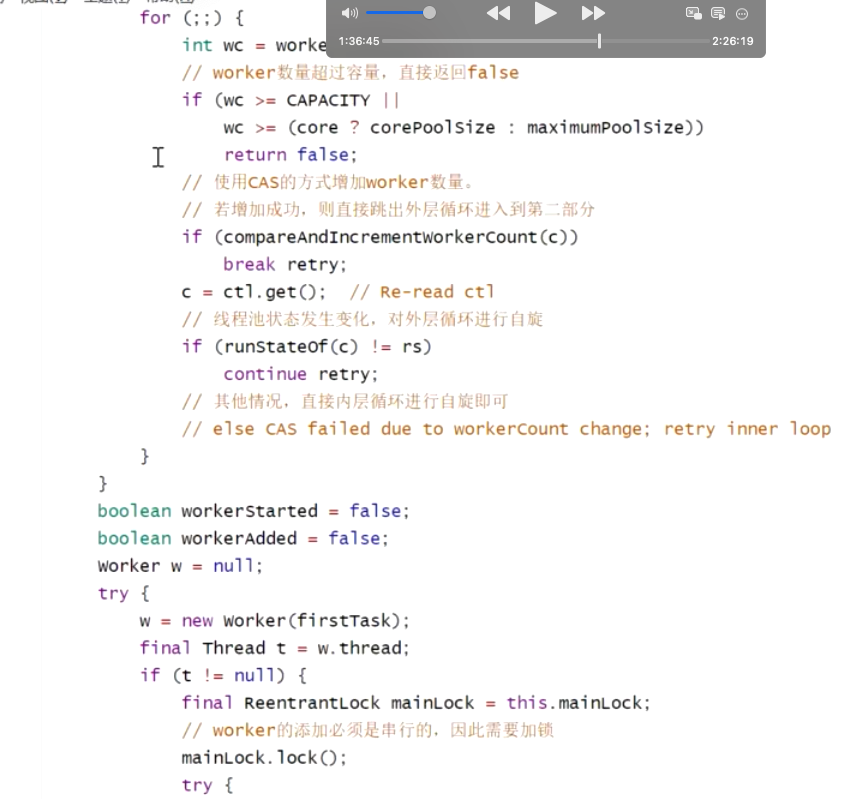 for (;;) {
1:36:45
2:26:19
int wc = worke
// worker数量超过容量，直接返回false
if (wc >= CAPACITY ||
wc >= (core ? corePoolSize : maximumPoolSize))
return false;
// 使用CAS的方式增加worker数量。
// 若增加成功，则直接跳出外层循环进入到第二部分
if (compareAndIncrementWorkerCount(c))
break retry;
c = ctl.get();  // Re-read ctl
// 线程池状态发生变化，对外层循环进行自旋
if (runStateOf(c) != rs)
continue retry;
// 其他情况，直接内层循环进行自旋即可
// else CAS failed due to workerCount change; retry inner loop
}
}
boolean workerStarted = false;
boolean workerAdded = false;
Worker w = null;
try {
w = new Worker(firstTask);
final Thread t = w.thread;
if (t != null) {
final ReentrantLock mainLock = this.mainLock;
// worker的添加必须是串行的，因此需要加锁
mainLock.lock();
try {